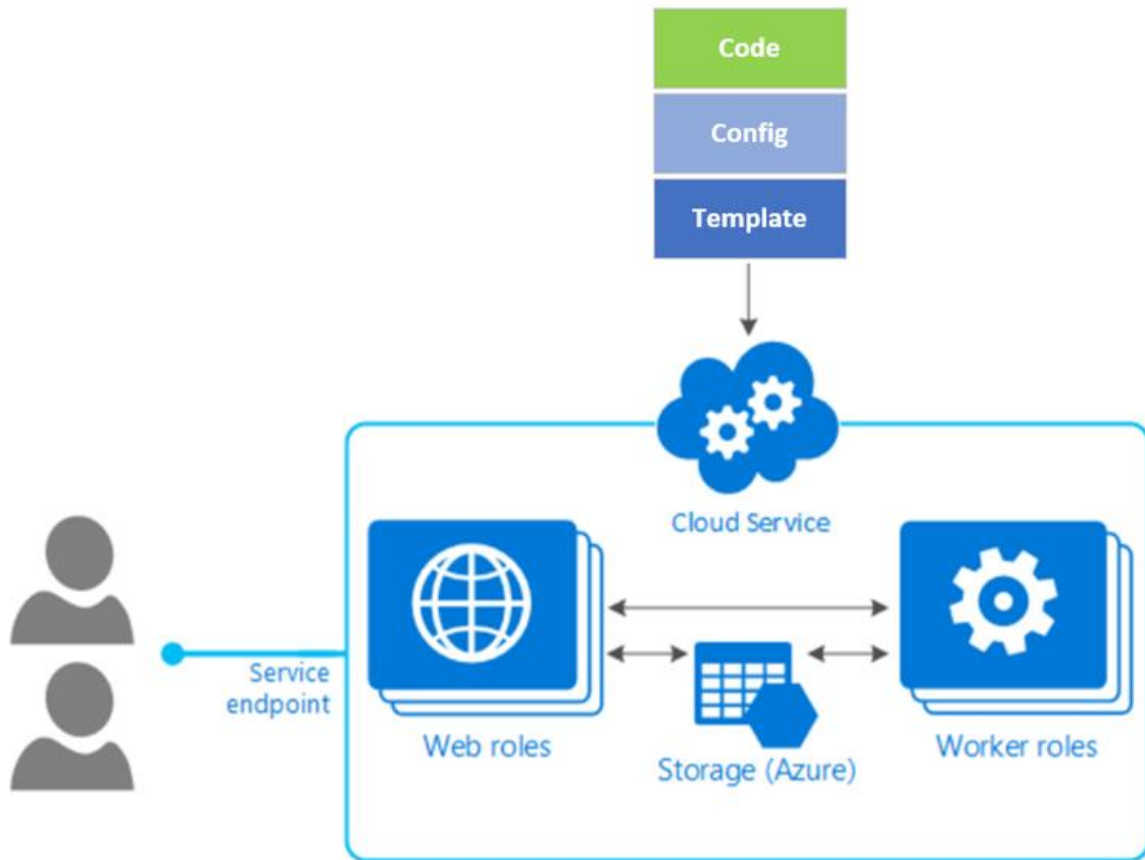 Code
Config
Template
Cloud Service
Service
endpoint
Web roles
Storage (Azure)
Worker roles